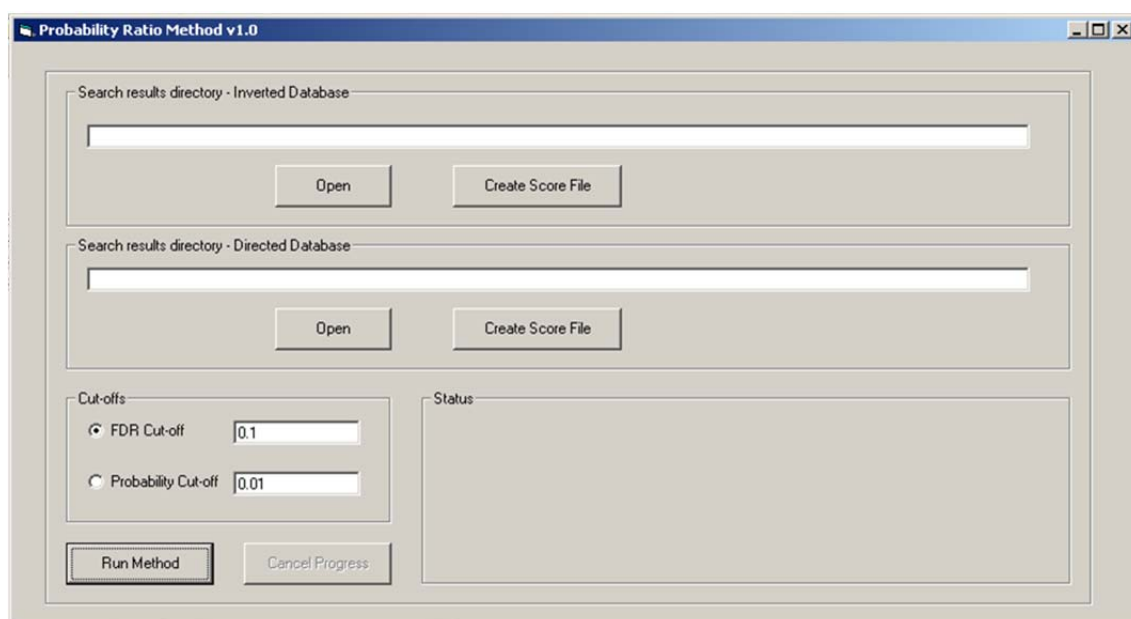 Probability Ratio Method v1.0
Search results directory - Inverted Database
Open
Create Score File
Search results directory - Directed Database
Open
Create Score File
Cut-offs
FDR Cut-off
0.1
Probability Cut-off
0.01
Status
Run Method
Cancel Progress